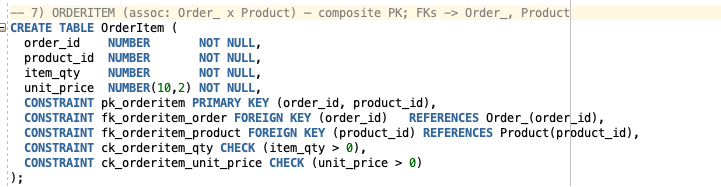 -- 7) ORDERITEM (assoc: Order_ x Product) — composite PK; FKs -> Order_, Product
CREATE TABLE OrderItem (
  order_id    NUMBER       NOT NULL,
  product_id  NUMBER       NOT NULL,
  item_qty    NUMBER       NOT NULL,
  unit_price  NUMBER(10,2) NOT NULL,
  CONSTRAINT pk_orderitem PRIMARY KEY (order_id, product_id),
  CONSTRAINT fk_orderitem_order FOREIGN KEY (order_id)   REFERENCES Order_(order_id),
  CONSTRAINT fk_orderitem_product FOREIGN KEY (product_id) REFERENCES Product(product_id),
  CONSTRAINT ck_orderitem_qty CHECK (item_qty > 0),
  CONSTRAINT ck_orderitem_unit_price CHECK (unit_price > 0)
);